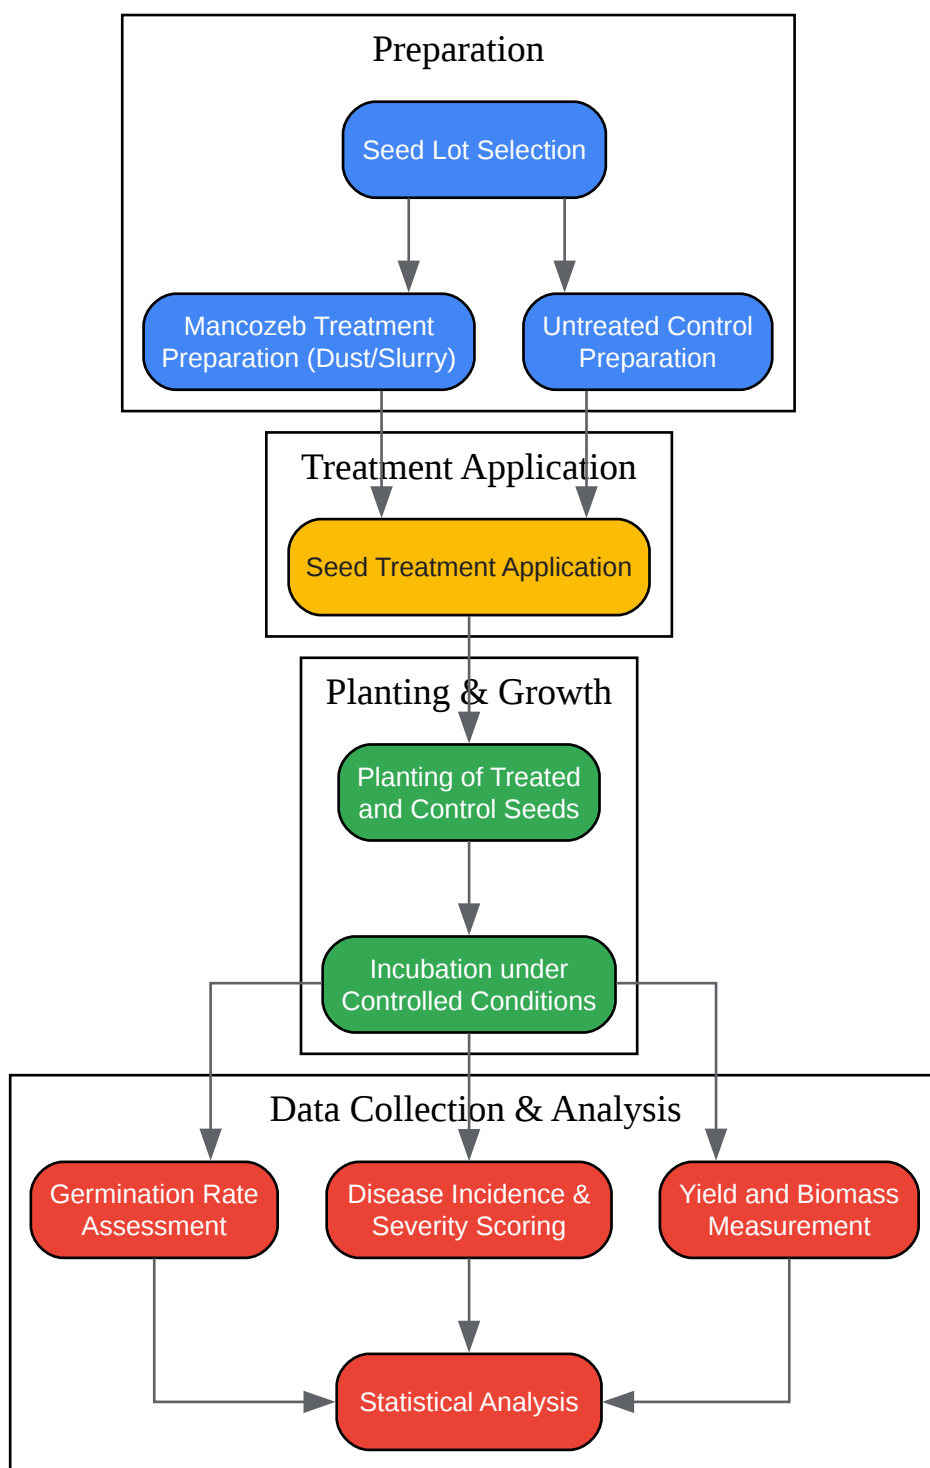 Preparation
Seed Lot Selection
Mancozeb Treatment
Preparation (Dust/Slurry)
Untreated Control
Preparation
Treatment Application
Seed Treatment Application
Planting & Growth
Planting of Treated
and Control Seeds
Incubation under
Controlled Conditions
Data Collection & Analysis
Germination Rate
Assessment
Disease Incidence &
Severity Scoring
Yield and Biomass
Measurement
Statistical Analysis